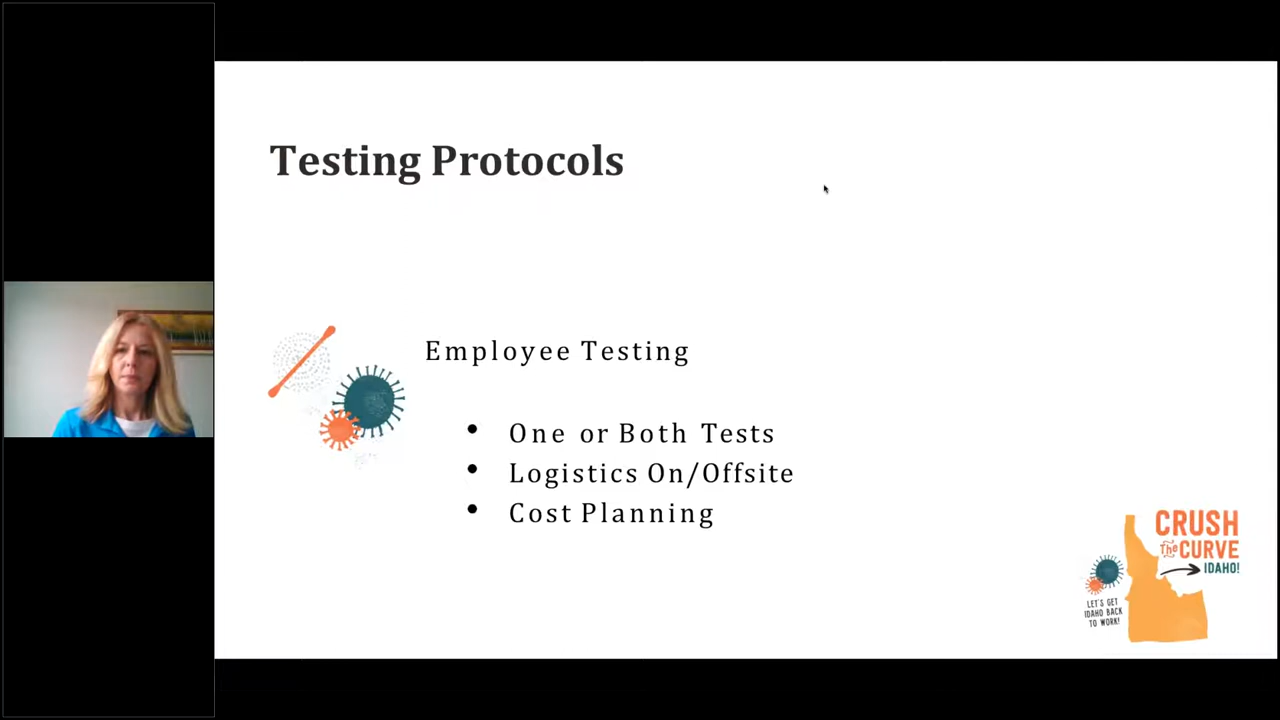 Testing Protocols
Employee Testing
• One or Both Tests
• Logistics On/Offsite
• Cost Planning
CRUSH
The CURVE
IDAHO!
LET'S GET
IDAHO BACK
TO WORK!